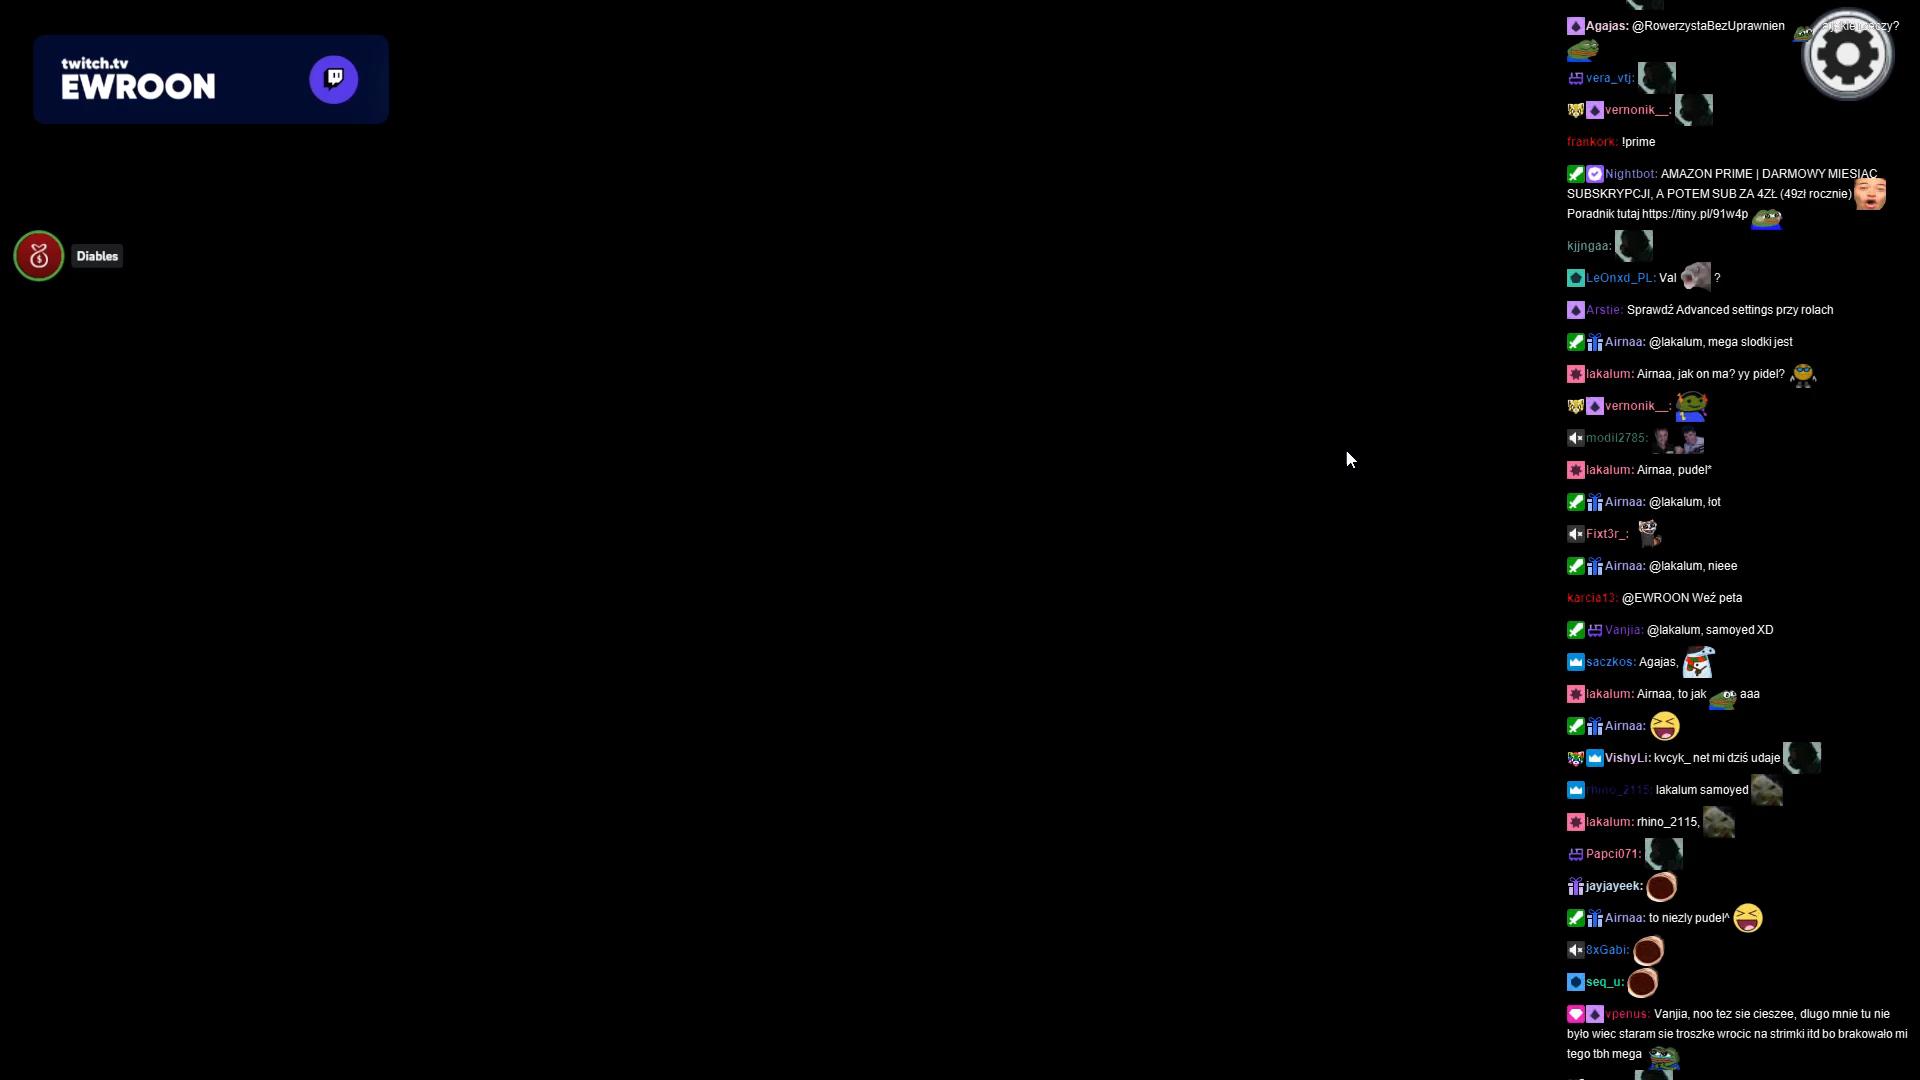 twitch.tv
EWROON
Diables
Agajas: @RowerzystaBezUprawnien
vera_vtj:
vernonik__:
frankork: !prime
Nightbot: AMAZON PRIME | DARMOWY MIESIĄC
SUBSKRYPCJI, A POTEM SUB ZA 4ZŁ (49zł rocznie)
Poradnik tutaj https://tiny.pl/91w4p
kjjngaa:
LeOnxd_PL: Val ?
Arstie: Sprawdź Advanced settings przy rolach
Airnaa: @lakalum, mega slodki jest
lakalum: Airnaa, jak on ma? yy pidel?
vernonik__:
modil2785:
lakalum: Airnaa, pudel*
Airnaa: @lakalum, łot
Fixt3r_:
Airnaa: @lakalum, nieee
karcia13: @EWROON Weź peta
Vanjia: @lakalum, samoyed XD
saczkos: Agajas,
lakalum: Airnaa, to jak aaa
Airnaa:
VishyLi: kvcyk_ net mi dziś udaje
rhino_2115: lakalum samoyed
lakalum: rhino_2115,
Papci071:
jayjayeek:
Airnaa: to niezly pudel^
8xGabi:
seq_u:
vpenus: Vanjia, noo tez sie cieszee, dlugo mnie tu nie
było wiec staram sie troszke wrocic na strimki itd bo brakowało mi
tego tbh mega